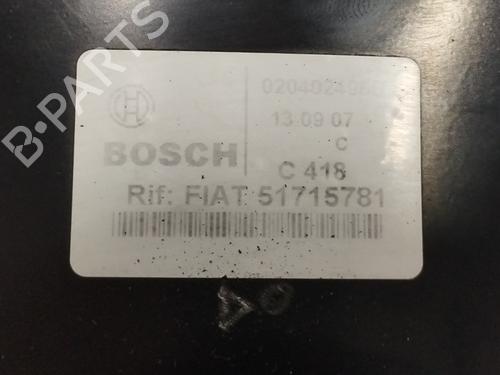 13 09 07
C
BOSCH
C 418
Rif: FIAT 51715781
B-PARTS